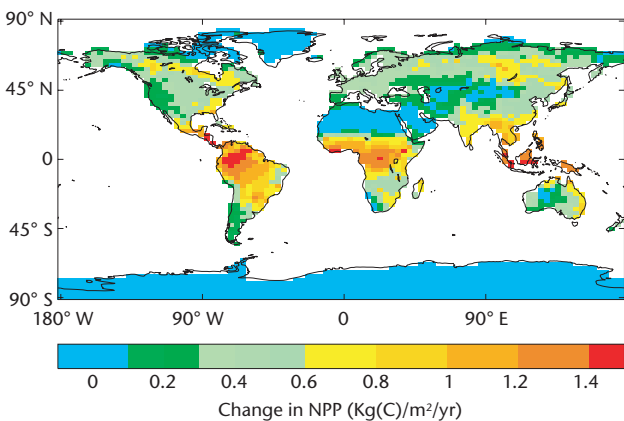 90° N
45° N
0
45° S
90° S
180° W 90° W 0 90° E
0 0.2 0.4 0.6 0.8 1 1.2 1.4
Change in NPP (Kg(C)/m²/yr)